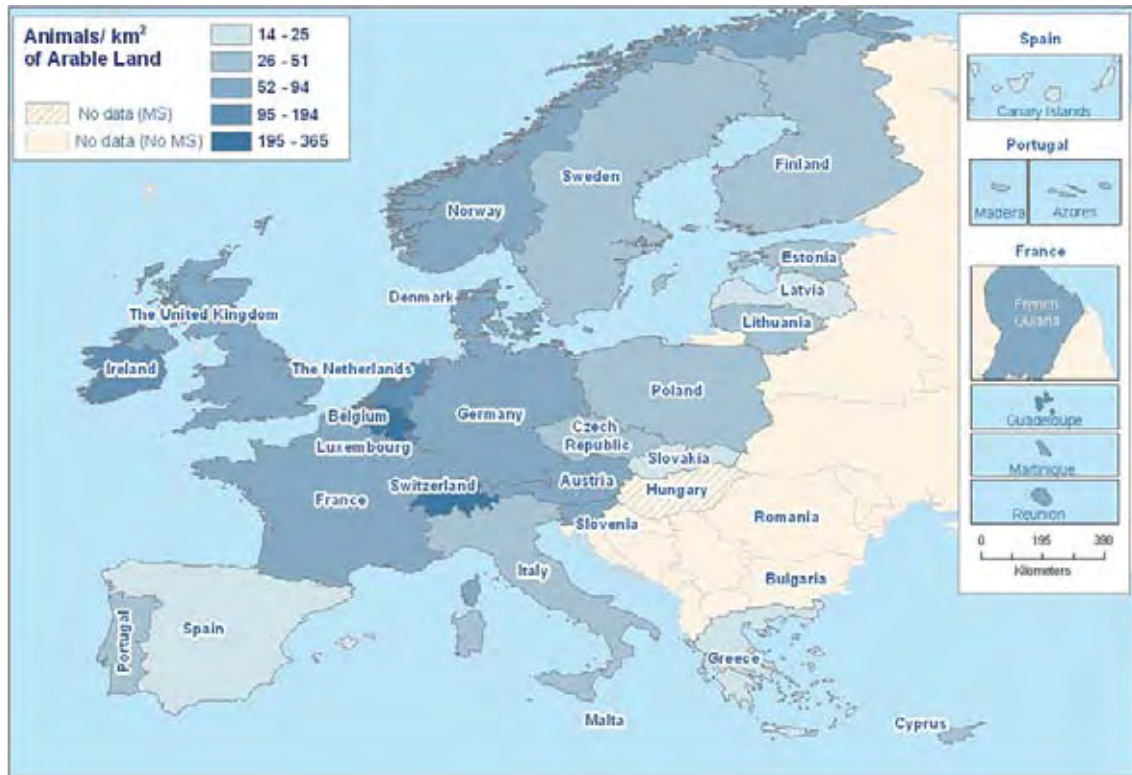 Animals/ km²
of Arable Land
14 - 25
26 - 51
52 - 94
95 - 194
195 - 365
No data (MS)
No data (No MS)
Spain
Canary Islands
Portugal
Madeira
Azores
France
French
Guiana
Guadeloupe
Martinique
Reunion
0 195 390
Kilometers
Finland
Sweden
Norway
Estonia
Latvia
Lithuania
Denmark
The United Kingdom
Ireland
The Netherlands
Belgium
Luxembourg
Germany
Poland
Czech
Republic
Slovakia
Switzerland
Austria
Hungary
France
Slovenia
Romania
Bulgaria
Italy
Portugal
Spain
Greece
Malta
Cyprus